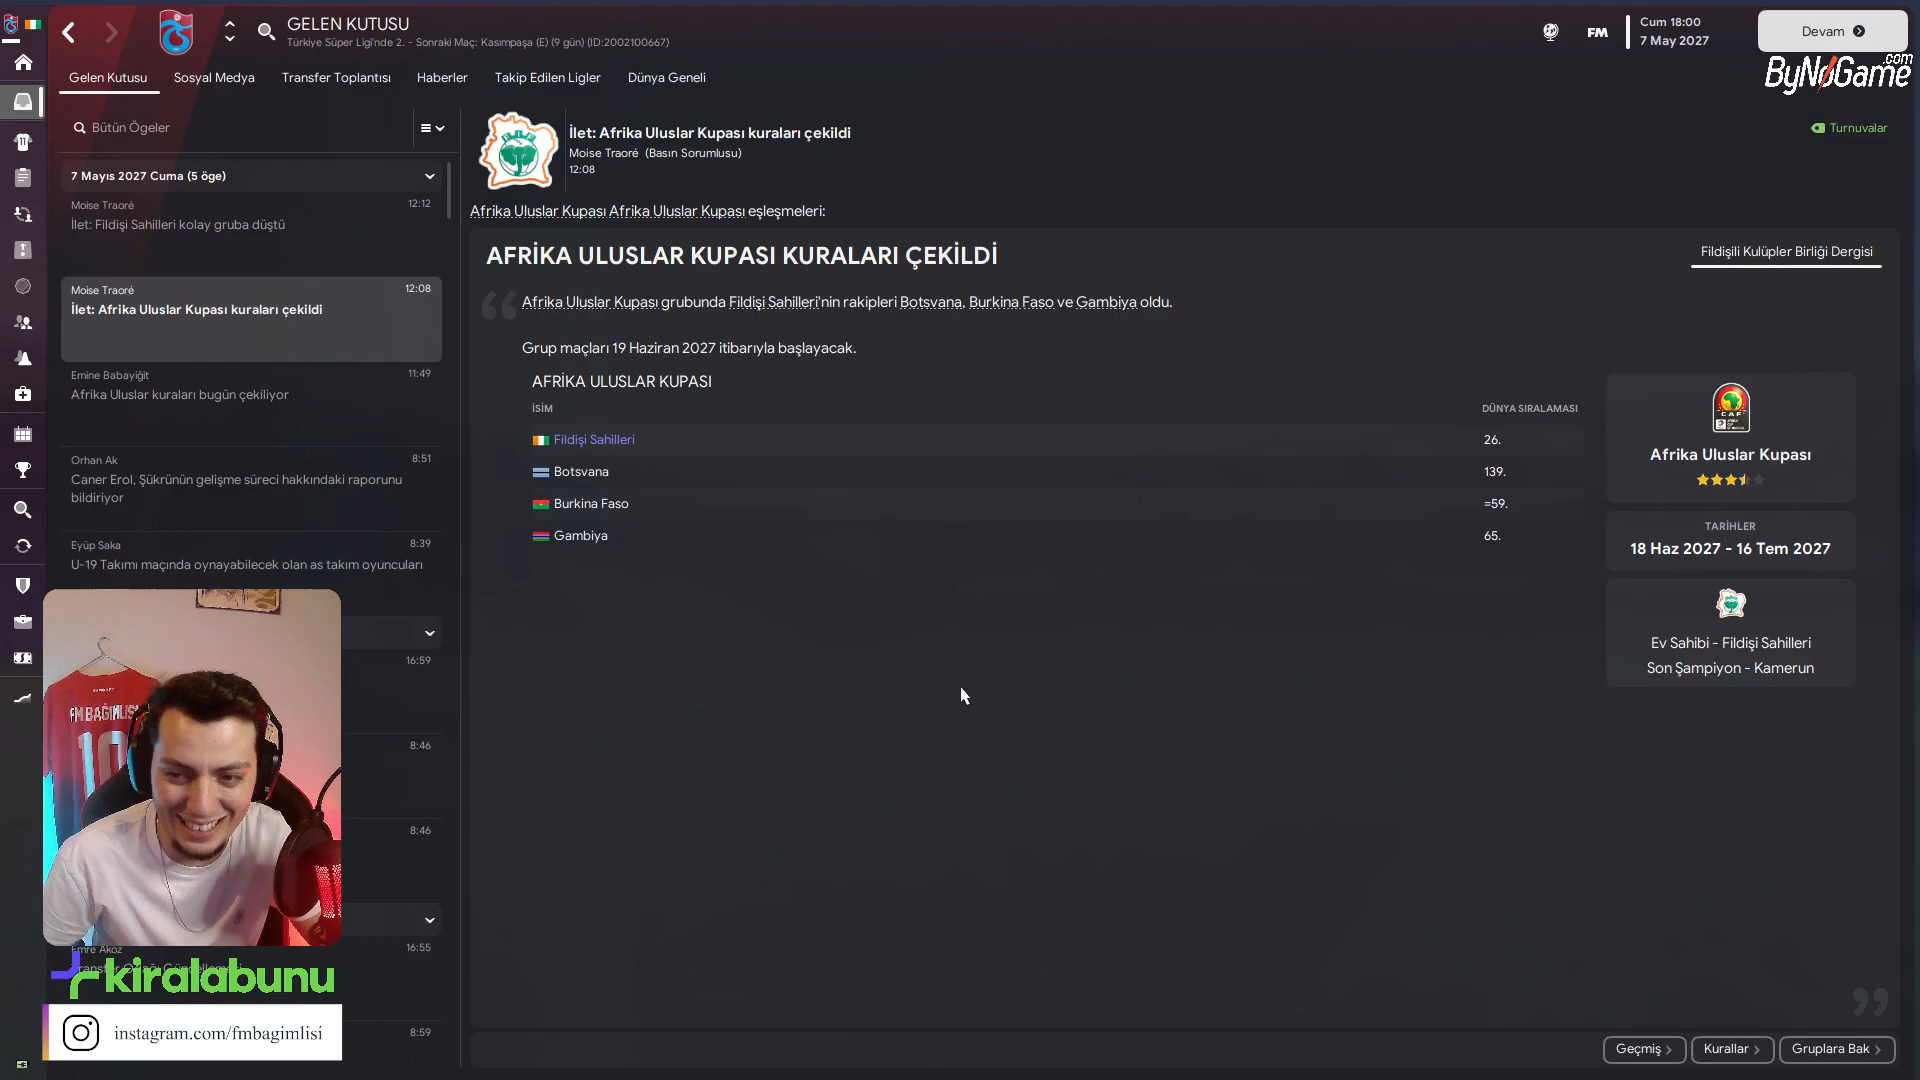 GELEN KUTUSU
Türkiye Süper Ligi'nde 2. - Sonraki Maç: Kasımpaşa (E) (9 gün) (ID:2002100667)
FM
Cum 18:00
7 May 2027
Devam
ByNoGame.com
Gelen Kutusu
Sosyal Medya
Transfer Toplantısı
Haberler
Takip Edilen Ligler
Dünya Geneli
Bütün Ögeler
7 Mayıs 2027 Cuma (5 öge)
Moise Traoré 12:12
İlet: Fildişi Sahilleri kolay gruba düştü
Moise Traoré 12:08
İlet: Afrika Uluslar Kupası kuraları çekildi
Emine Babayiğit 11:49
Afrika Uluslar kuraları bugün çekiliyor
Orhan Ak 8:51
Caner Erol, Şükrünün gelişme süreci hakkındaki raporunu
bildiriyor
Eyüp Saka 8:39
U-19 Takımı maçında oynayabilecek olan as takım oyuncuları
16:59
8:46
8:46
Emre Aköz 16:55
8:59
FM BAĞIMLISI
10
kiralabunu
instagram.com/fmbagimlisi
İlet: Afrika Uluslar Kupası kuraları çekildi
Moise Traoré (Basın Sorumlusu)
12:08
Turnuvalar
Afrika Uluslar Kupası Afrika Uluslar Kupası eşleşmeleri:
AFRİKA ULUSLAR KUPASI KURALARI ÇEKİLDİ
Fildişili Kulüpler Birliği Dergisi
Afrika Uluslar Kupası grubunda Fildişi Sahilleri'nin rakipleri Botsvana, Burkina Faso ve Gambiya oldu.
Grup maçları 19 Haziran 2027 itibarıyla başlayacak.
AFRİKA ULUSLAR KUPASI
İSİM DÜNYA SIRALAMASI
Fildişi Sahilleri 26.
Botsvana 139.
Burkina Faso =59.
Gambiya 65.
CAF
Afrika Uluslar Kupası
TARİHLER
18 Haz 2027 - 16 Tem 2027
Ev Sahibi - Fildişi Sahilleri
Son Şampiyon - Kamerun
Geçmiş
Kurallar
Gruplara Bak